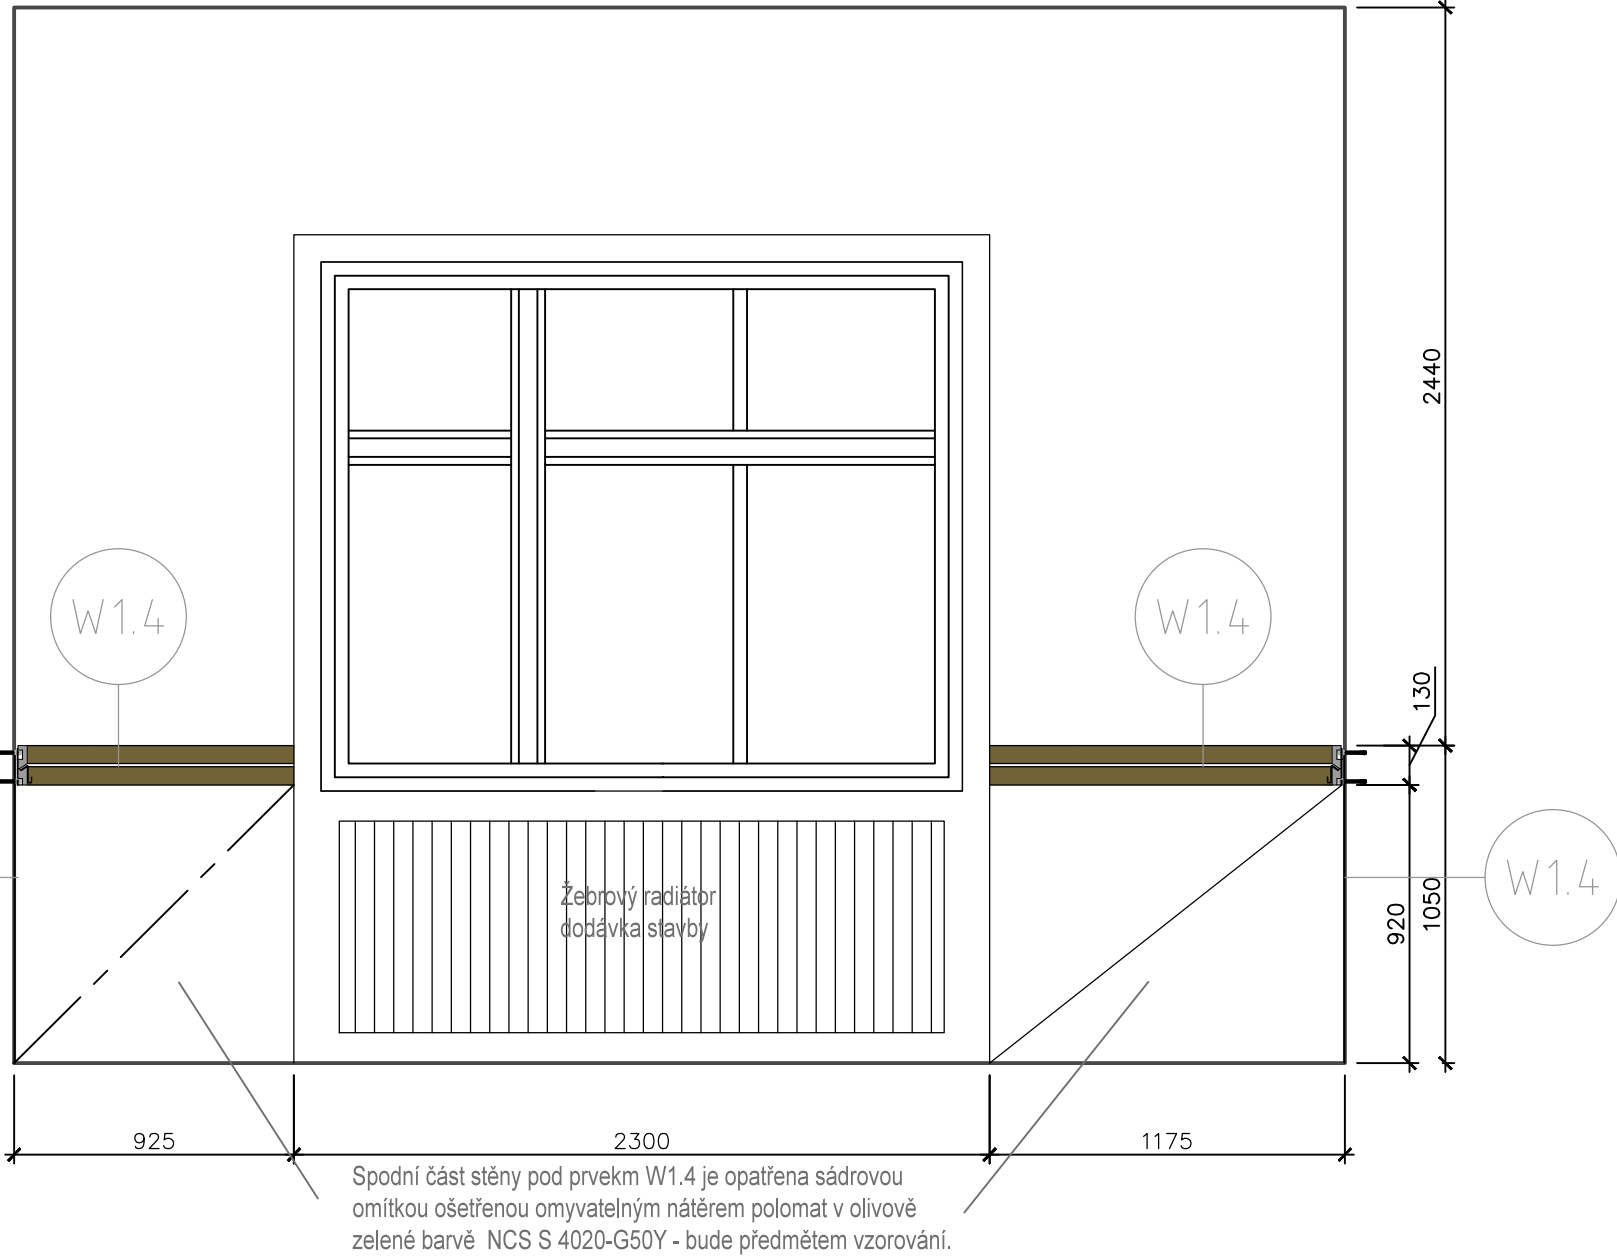 2440
W1.4
W1.4
130
Žebrový radiátor
dodávka stavby
W1.4
920
1050
925
2300
1175
Spodní část stěny pod prvekm W1.4 je opatřena sádrovou
omítkou ošetřenou omyvatelným nátěrem polomat v olivově
zelené barvě  NCS S 4020-G50Y - bude předmětem vzorování.